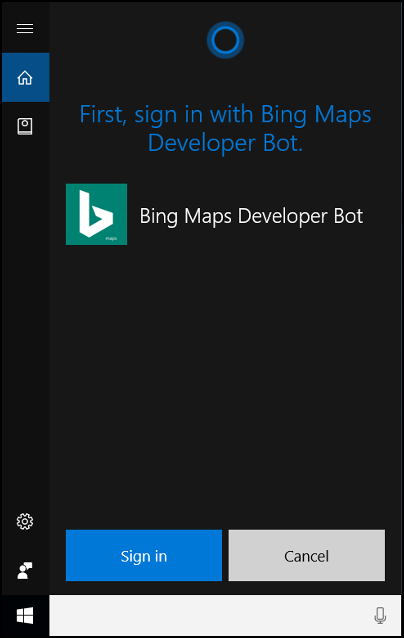 First, sign in with Bing Maps
Developer Bot.
maps
Bing Maps Developer Bot
Sign in
Cancel